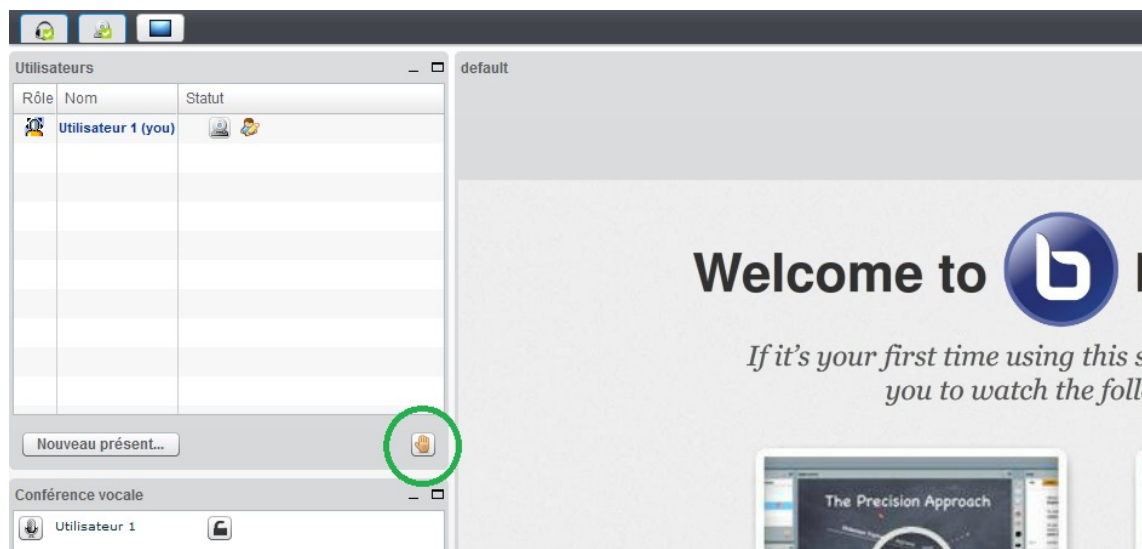 Utilisateurs
Rôle Nom Statut
Utilisateur 1 (you)
Nouveau présent...
Conférence vocale
Utilisateur 1
default
Welcome to
If it's your first time using this
you to watch the
The Precision Approach